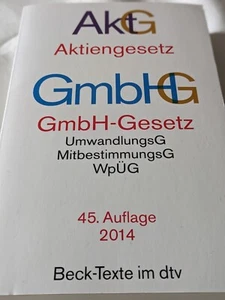 AktG
Aktiengesetz
GmbHG
GmbH-Gesetz
UmwandlungsG
MitbestimmungsG
WpÜG
45. Auflage
2014
Beck-Texte im dtv